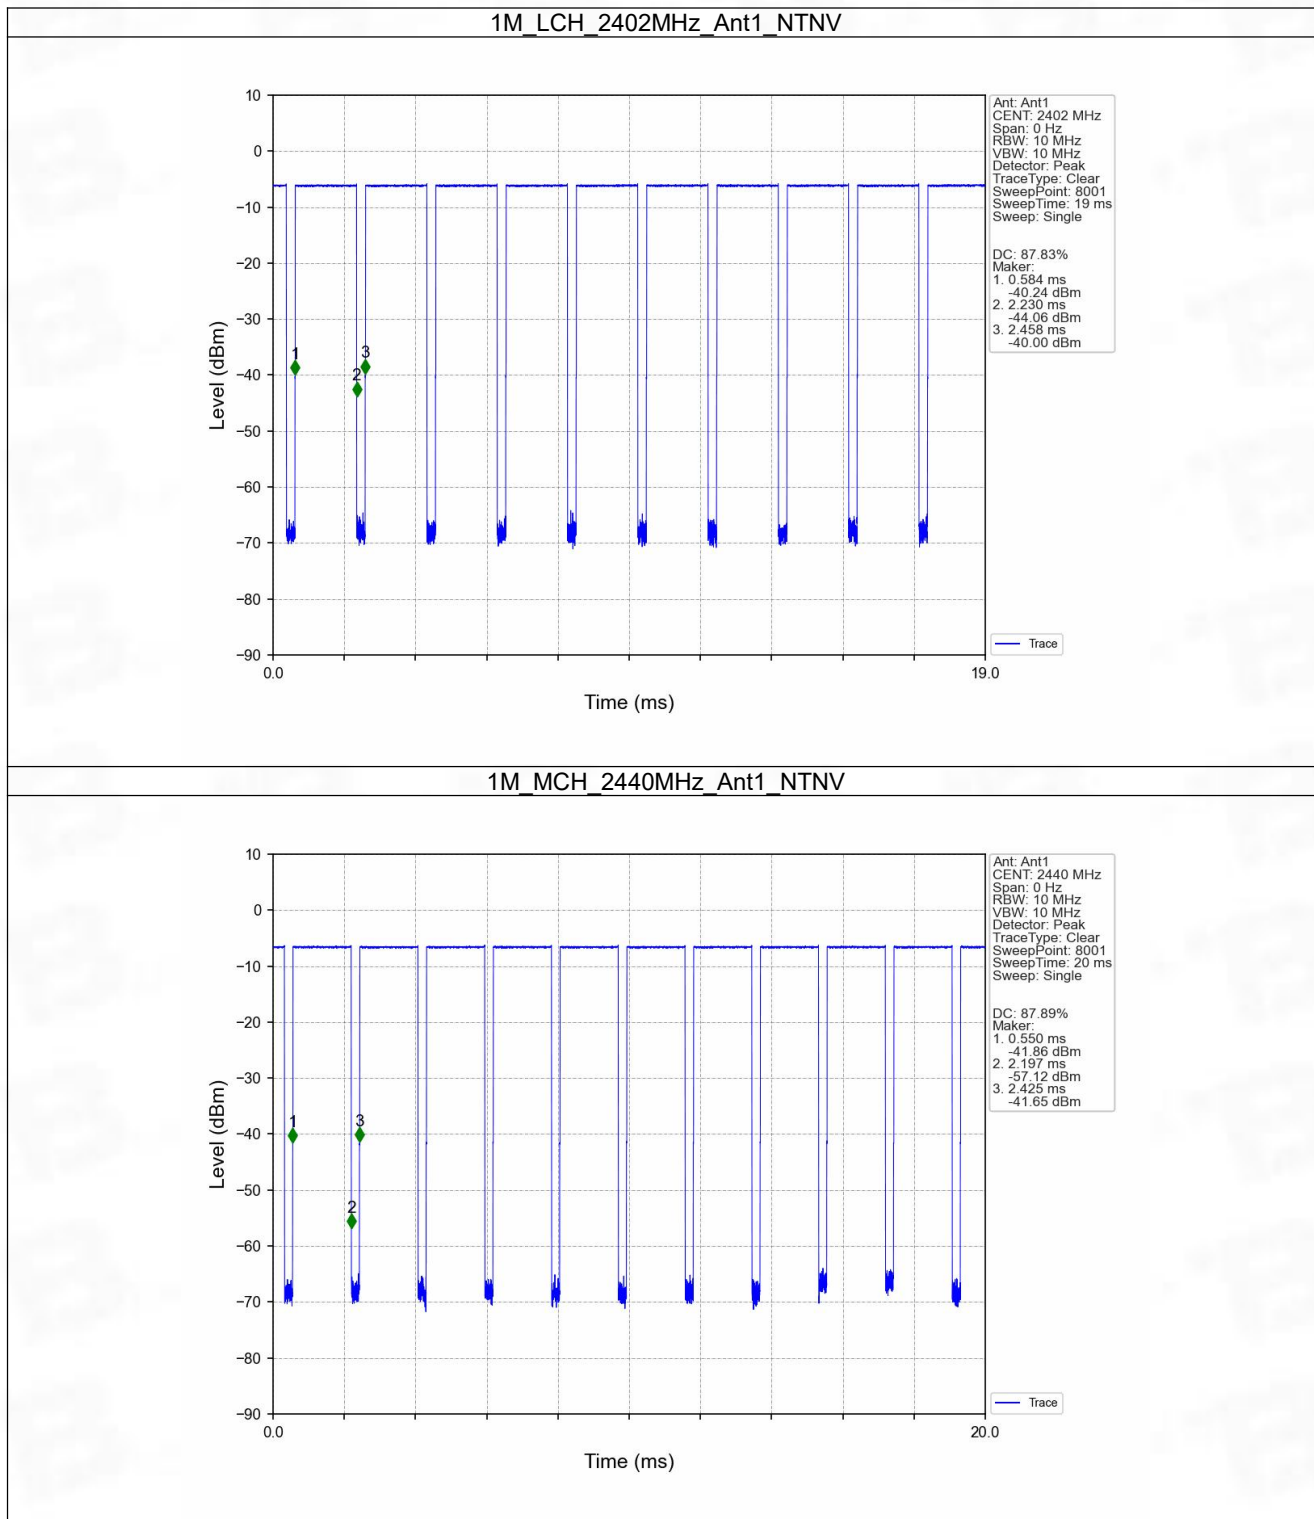 1M_LCH_2402MHz_Ant1_NTNV
10
0
−10
−20
−30
−40
−50
−60
−70
−80
−90
Level (dBm)
1
2
3
0.0
19.0
Time (ms)
Ant: Ant1
CENT: 2402 MHz
Span: 0 Hz
RBW: 10 MHz
VBW: 10 MHz
Detector: Peak
TraceType: Clear
SweepPoint: 8001
SweepTime: 19 ms
Sweep: Single
DC: 87.83%
Maker:
1. 0.584 ms
-40.24 dBm
2. 2.230 ms
-44.06 dBm
3. 2.458 ms
-40.00 dBm
Trace
1M_MCH_2440MHz_Ant1_NTNV
10
0
−10
−20
−30
−40
−50
−60
−70
−80
−90
Level (dBm)
1
2
3
0.0
20.0
Time (ms)
Ant: Ant1
CENT: 2440 MHz
Span: 0 Hz
RBW: 10 MHz
VBW: 10 MHz
Detector: Peak
TraceType: Clear
SweepPoint: 8001
SweepTime: 20 ms
Sweep: Single
DC: 87.89%
Maker:
1. 0.550 ms
-41.86 dBm
2. 2.197 ms
-57.12 dBm
3. 2.425 ms
-41.65 dBm
Trace